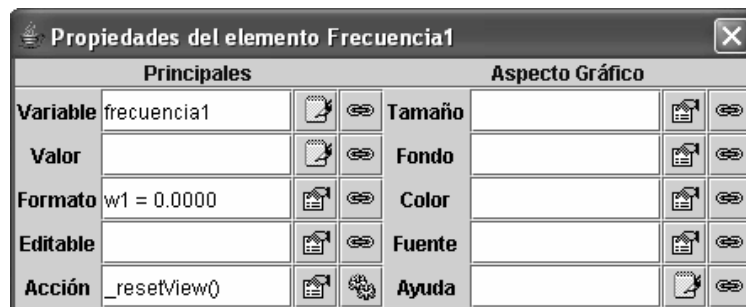 Propiedades del elemento Frecuencia1
Principales Aspecto Gráfico
Variable frecuencia1 Tamaño
Valor Fondo
Formato w1 = 0.0000 Color
Editable Fuente
Acción _resetView() Ayuda